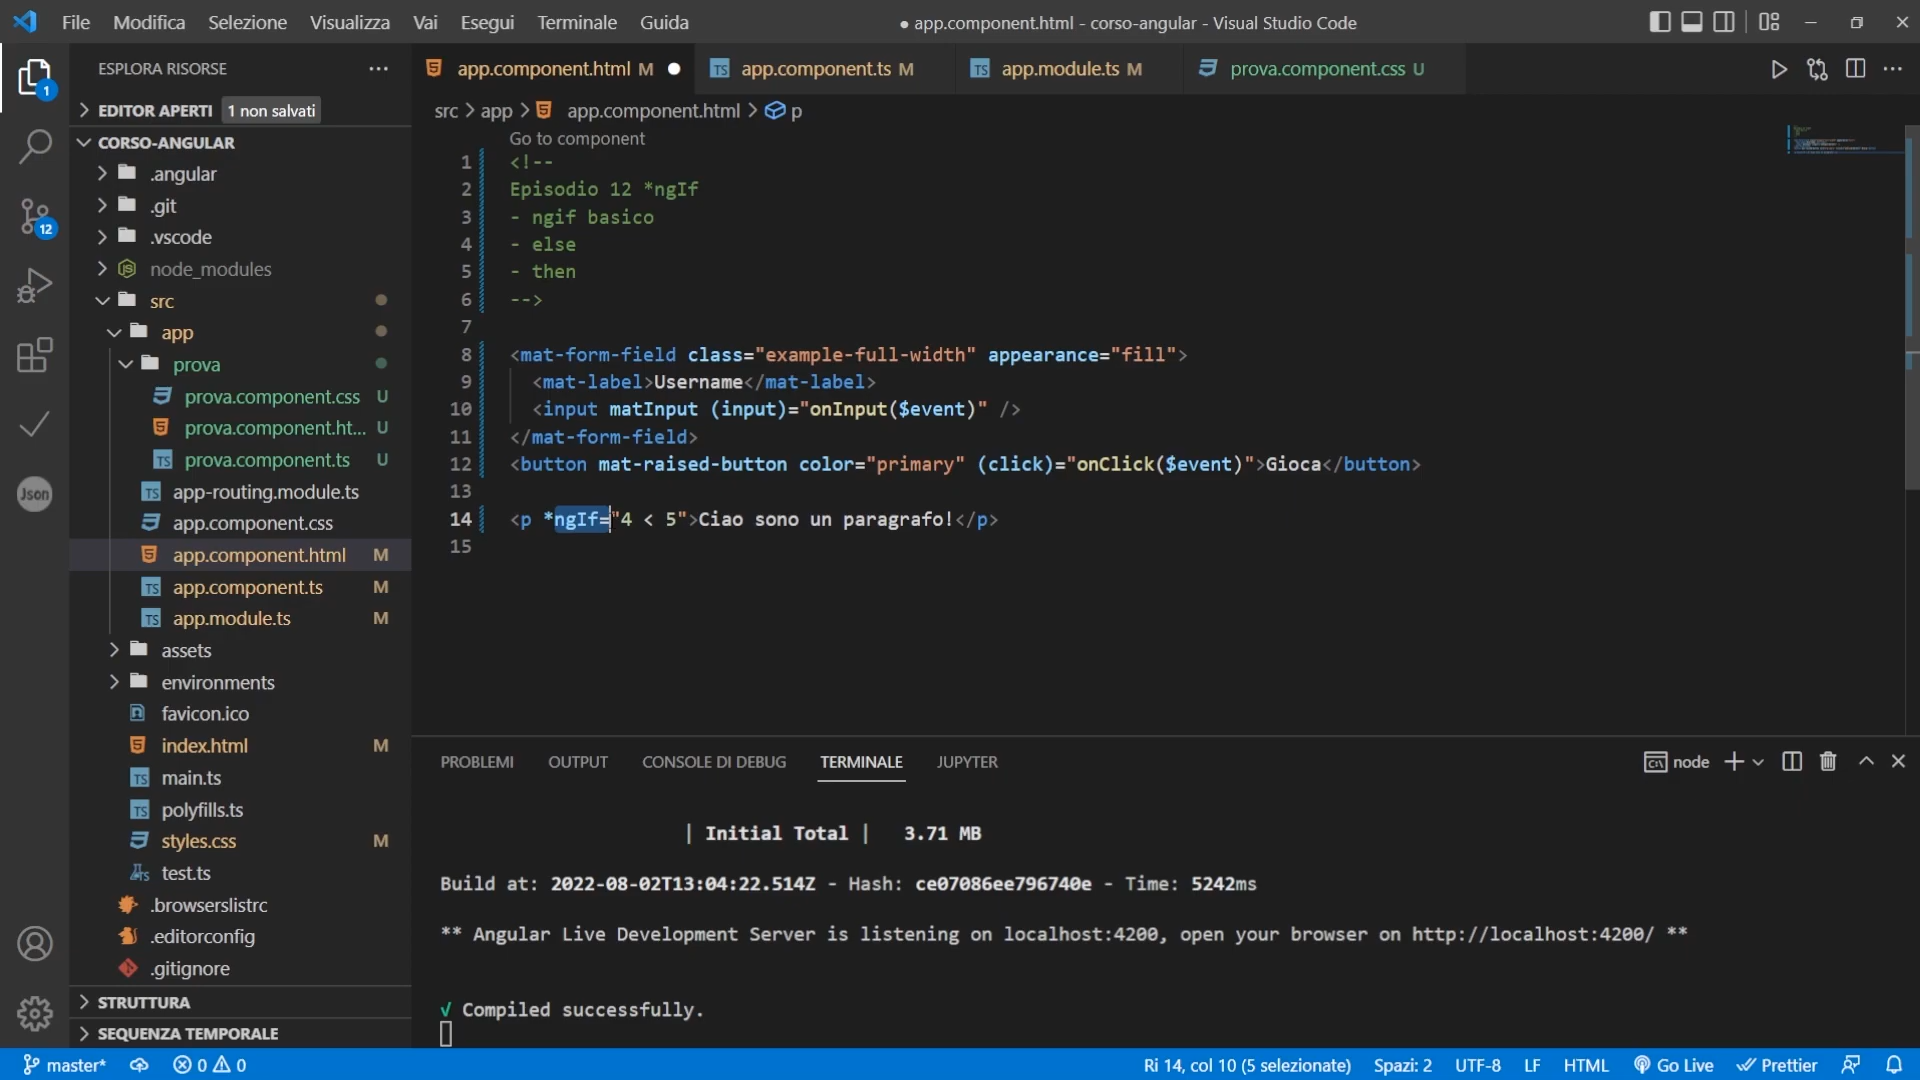 File Modifica Selezione Visualizza Vai Esegui Terminale Guida
● app.component.html - corso-angular - Visual Studio Code
ESPLORA RISORSE
1
EDITOR APERTI 1 non salvati
CORSO-ANGULAR
.angular
.git
12
.vscode
node_modules
src
app
prova
prova.component.css U
prova.component.ht... U
prova.component.ts U
app-routing.module.ts
Json
app.component.css
app.component.html M
app.component.ts M
app.module.ts M
assets
environments
favicon.ico
index.html M
main.ts
polyfills.ts
styles.css M
test.ts
.browserslistrc
.editorconfig
.gitignore
STRUTTURA
SEQUENZA TEMPORALE
app.component.html M ●
TS app.component.ts M
TS app.module.ts M
prova.component.css U
src > app > app.component.html > p
Go to component
1 <!--
2 Episodio 12 *ngIf
3 - ngif basico
4 - else
5 - then
6 -->
7
8 <mat-form-field class="example-full-width" appearance="fill">
9 <mat-label>Username</mat-label>
10 <input matInput (input)="onInput($event)" />
11 </mat-form-field>
12 <button mat-raised-button color="primary" (click)="onClick($event)">Gioca</button>
13
14 <p *ngIf="4 < 5">Ciao sono un paragrafo!</p>
15
PROBLEMI OUTPUT CONSOLE DI DEBUG TERMINALE JUPYTER
node
| Initial Total | 3.71 MB
Build at: 2022-08-02T13:04:22.514Z - Hash: ce07086ee796740e - Time: 5242ms
** Angular Live Development Server is listening on localhost:4200, open your browser on http://localhost:4200/ **
√ Compiled successfully.
master* 0 0
Ri 14, col 10 (5 selezionate) Spazi: 2 UTF-8 LF HTML Go Live Prettier